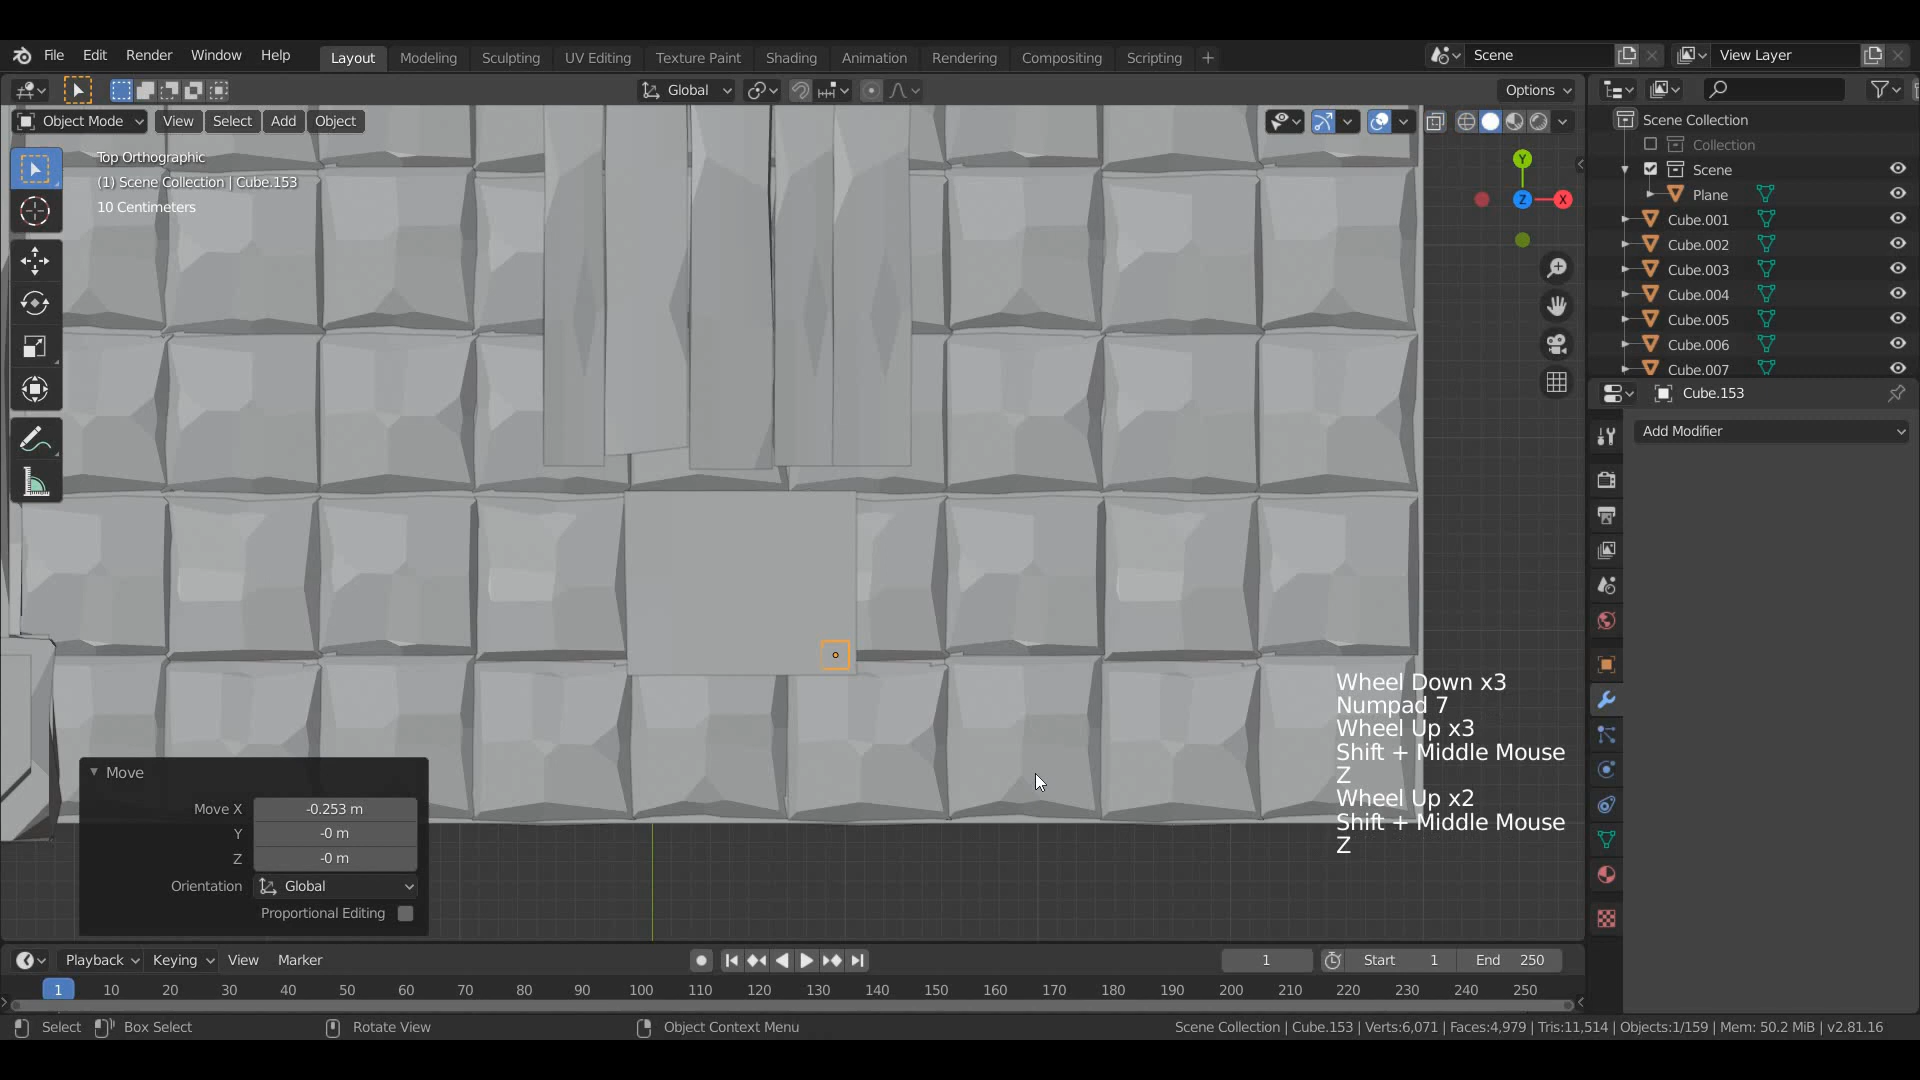 File Edit Render Window Help Layout Modeling Sculpting UV Editing Texture Paint Shading Animation Rendering Compositing Scripting + Scene View Layer
Global Options
Object Mode View Select Add Object
Top Orthographic
(1) Scene Collection | Cube.153
10 Centimeters
Y
Z
X
Scene Collection
Collection
Scene
Plane
Cube.001
Cube.002
Cube.003
Cube.004
Cube.005
Cube.006
Cube.007
Cube.153
Add Modifier
Wheel Down x3
Numpad 7
Wheel Up x3
Shift + Middle Mouse
Z
Wheel Up x2
Shift + Middle Mouse
Z
Move
Move X -0.253 m
Y -0 m
Z -0 m
Orientation Global
Proportional Editing
Playback Keying View Marker 1 Start 1 End 250
1 10 20 30 40 50 60 70 80 90 100 110 120 130 140 150 160 170 180 190 200 210 220 230 240 250
Select Box Select Rotate View Object Context Menu Scene Collection | Cube.153 | Verts:6,071 | Faces:4,979 | Tris:11,514 | Objects:1/159 | Mem: 50.2 MiB | v2.81.16